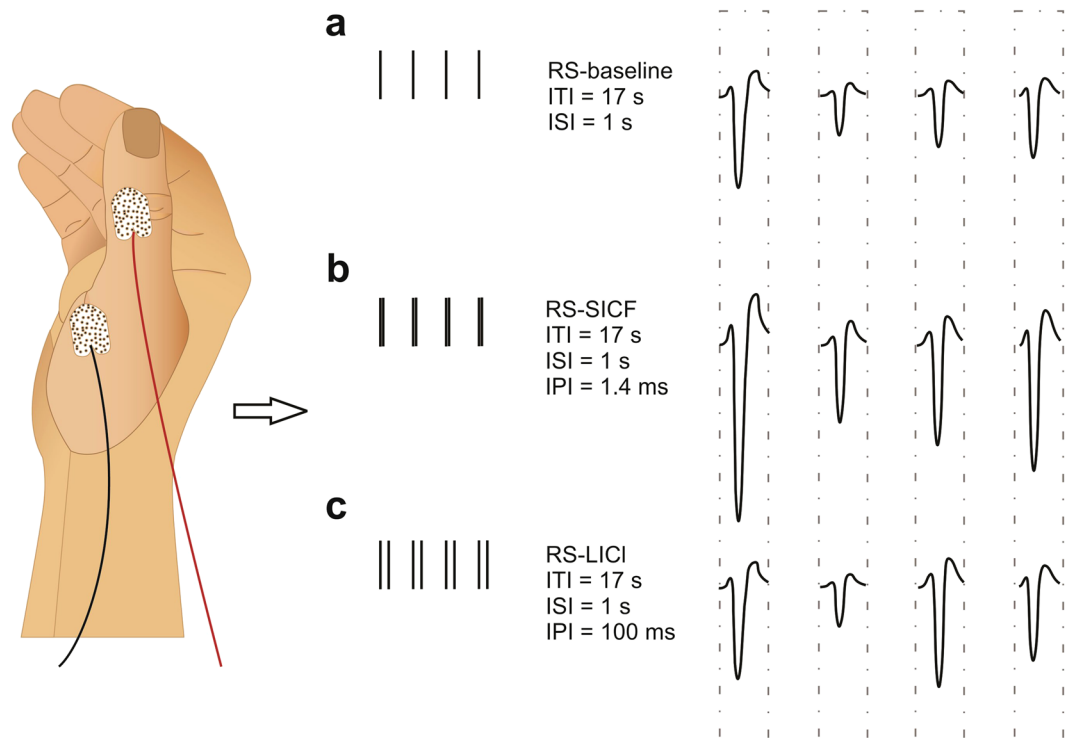 a
RS-baseline
ITI = 17 s
ISI = 1 s
b
RS-SICF
ITI = 17 s
ISI = 1 s
IPI = 1.4 ms
c
RS-LICI
ITI = 17 s
ISI = 1 s
IPI = 100 ms